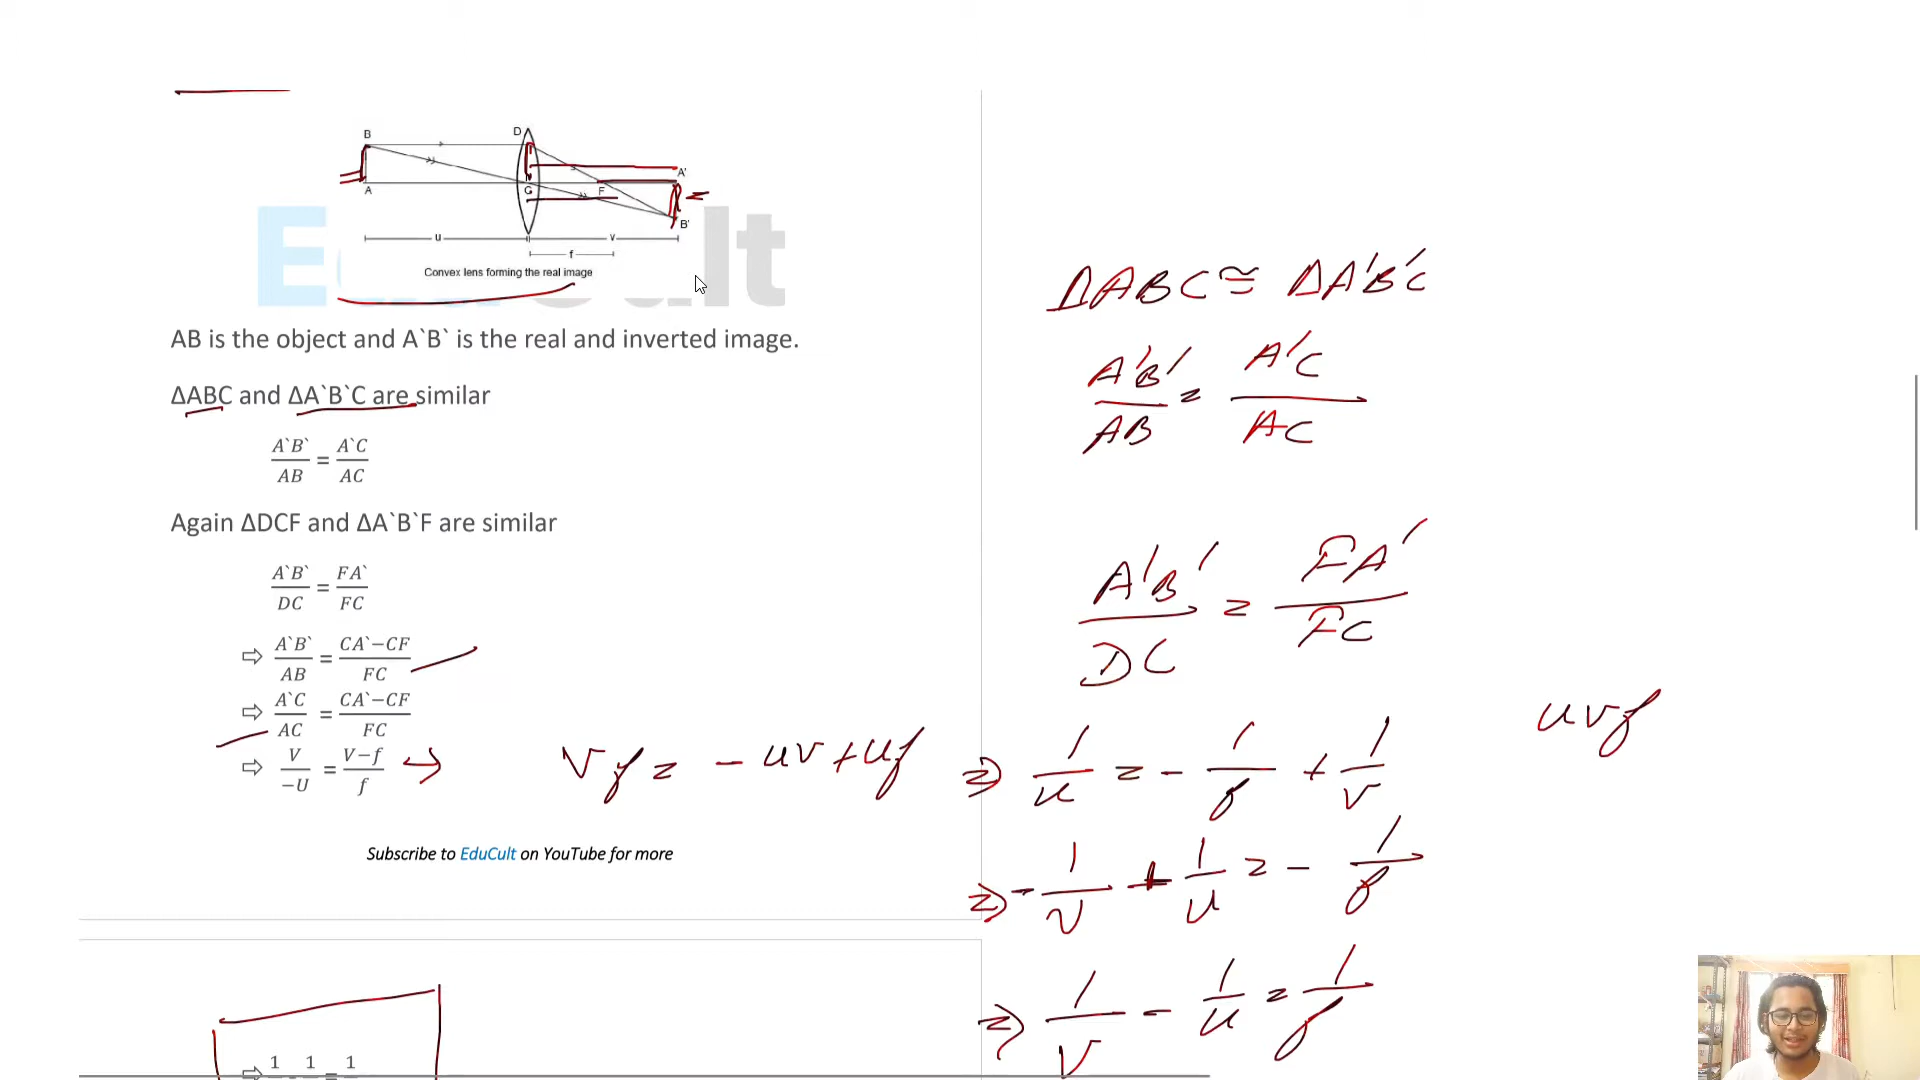 B D
A' 
A C F
B'
u v
f
Convex lens forming the real image
AB is the object and A`B` is the real and inverted image.
ΔABC and ΔA`B`C are similar
A`B`/AB = A`C/AC
Again ΔDCF and ΔA`B`F are similar
A`B`/DC = FA`/FC
⇨ A`B`/AB = CA`−CF/FC
⇨ A`C/AC = CA`−CF/FC
⇨ V/−U = V−f/f → Vf = - uv + uf
Subscribe to EduCult on YouTube for more
⇨ 1 1 = 1
ΔABC ≅ ΔA'B'C
A'B'/AB = A'C/AC
A'B'/DC = FA'/FC
uvf
⇒ 1/u = - 1/f + 1/v
⇒ - 1/v + 1/u = - 1/f
⇒ 1/v - 1/u = 1/f